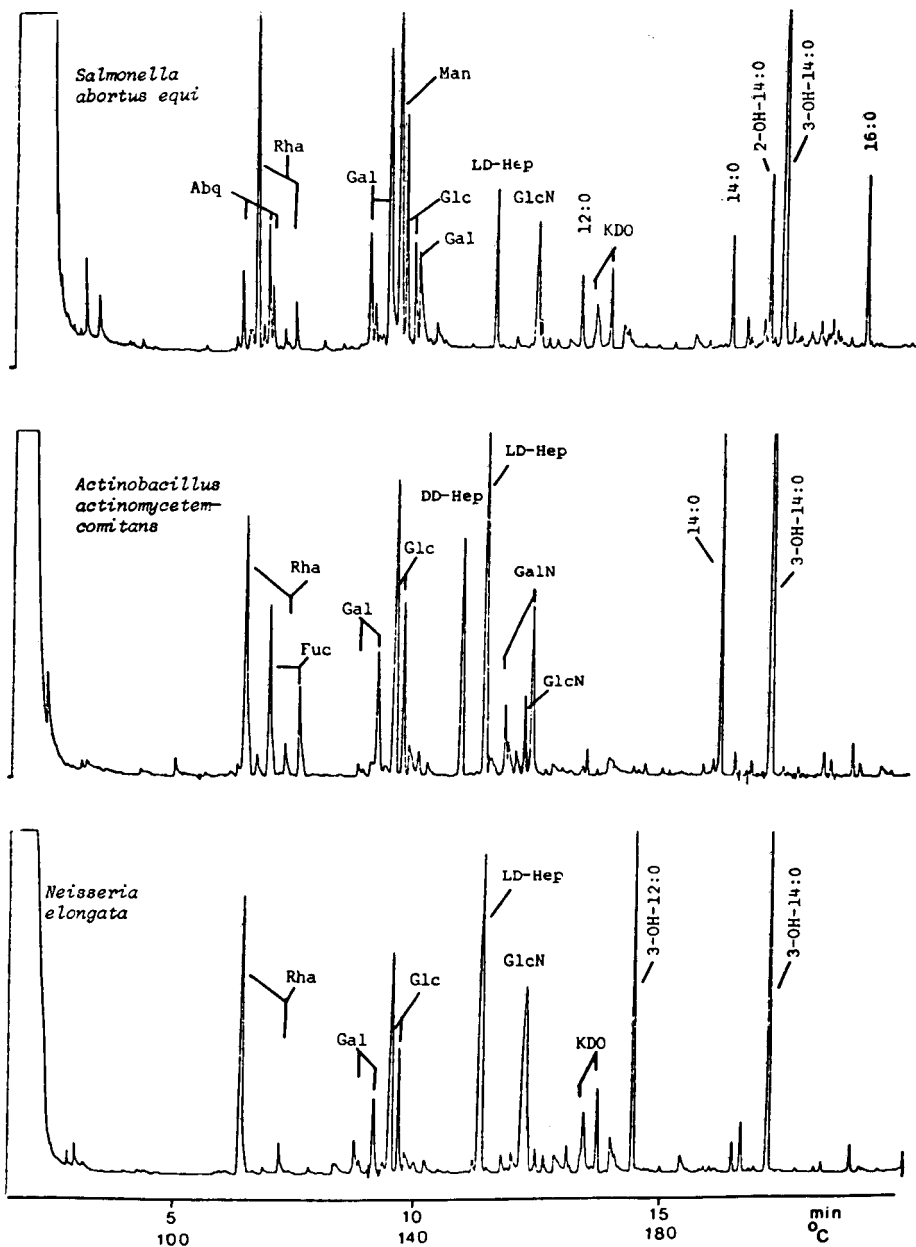 Salmonella
abortus equi
Abq
Rha
Gal
Man
Glc
Gal
LD-Hep
GlcN
12:0
KDO
14:0
2-OH-14:0
3-OH-14:0
16:0
Actinobacillus
actinomycetem-
comitans
Rha
Fuc
Gal
Glc
DD-Hep
LD-Hep
GalN
GlcN
14:0
3-OH-14:0
Neisseria
elongata
Rha
Gal
Glc
LD-Hep
GlcN
KDO
3-OH-12:0
3-OH-14:0
5 10 15 min
100 140 180 °C